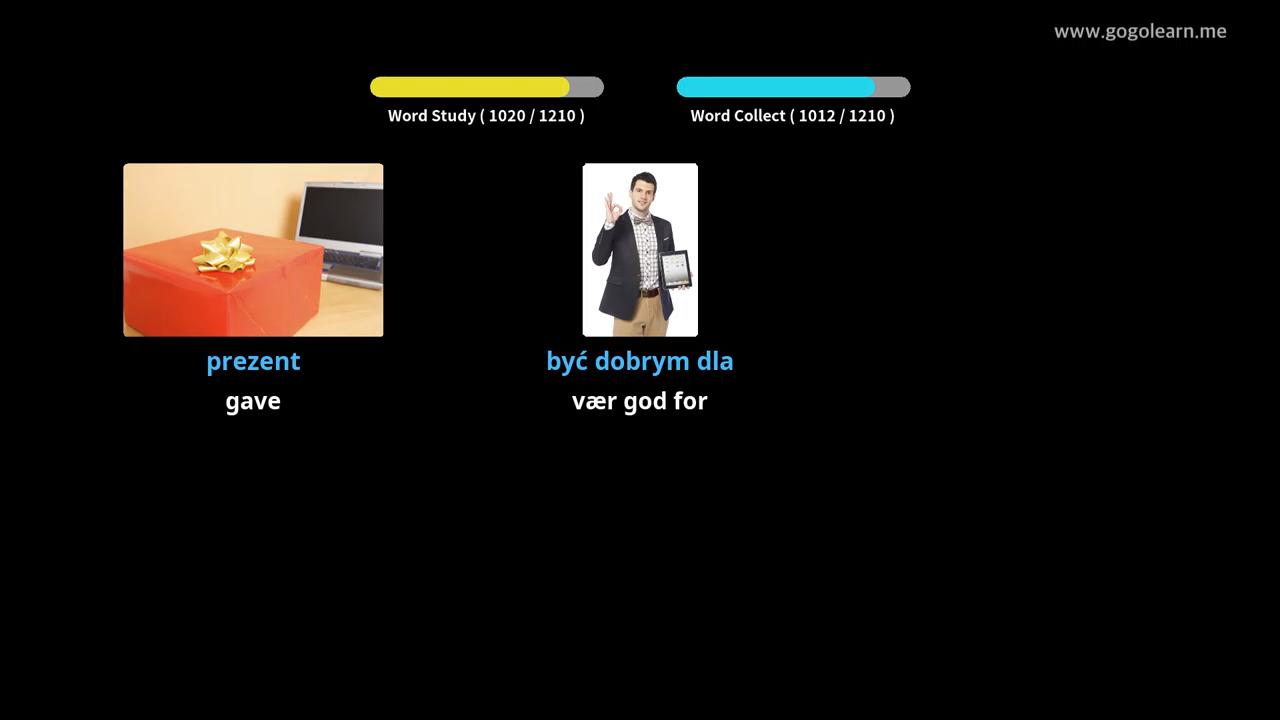 www.gogolearn.me
Word Study ( 1020 / 1210 )
Word Collect ( 1012 / 1210 )
prezent
gave
być dobrym dla
vær god for